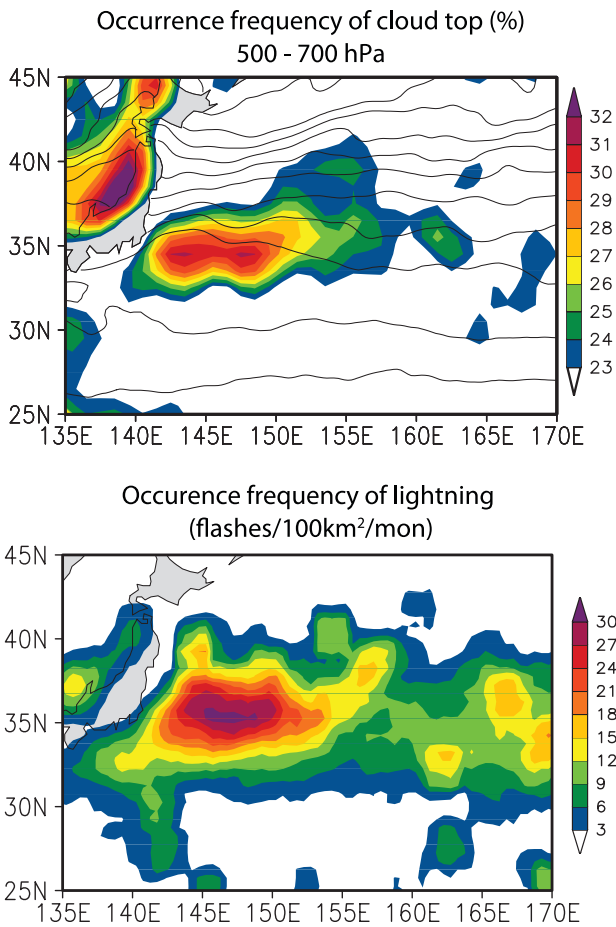 Occurrence frequency of cloud top (%)
500 - 700 hPa
45N
40N
35N
30N
25N
135E 140E 145E 150E 155E 160E 165E 170E
32
31
30
29
28
27
26
25
24
23
Occurence frequency of lightning
(flashes/100km²/mon)
45N
40N
35N
30N
25N
135E 140E 145E 150E 155E 160E 165E 170E
30
27
24
21
18
15
12
9
6
3